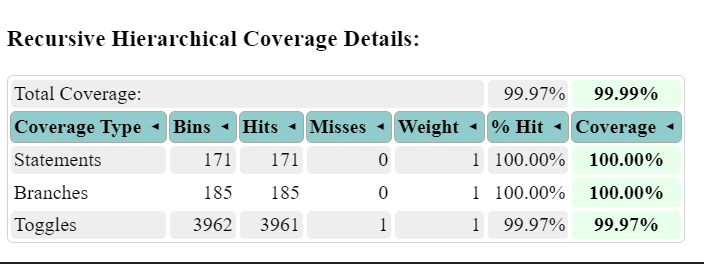 Recursive Hierarchical Coverage Details:
Total Coverage: 99.97% 99.99%
Coverage Type ◄ Bins ◄ Hits ◄ Misses ◄ Weight ◄ % Hit ◄ Coverage ◄
Statements 171 171 0 1 100.00% 100.00%
Branches 185 185 0 1 100.00% 100.00%
Toggles 3962 3961 1 1 99.97% 99.97%